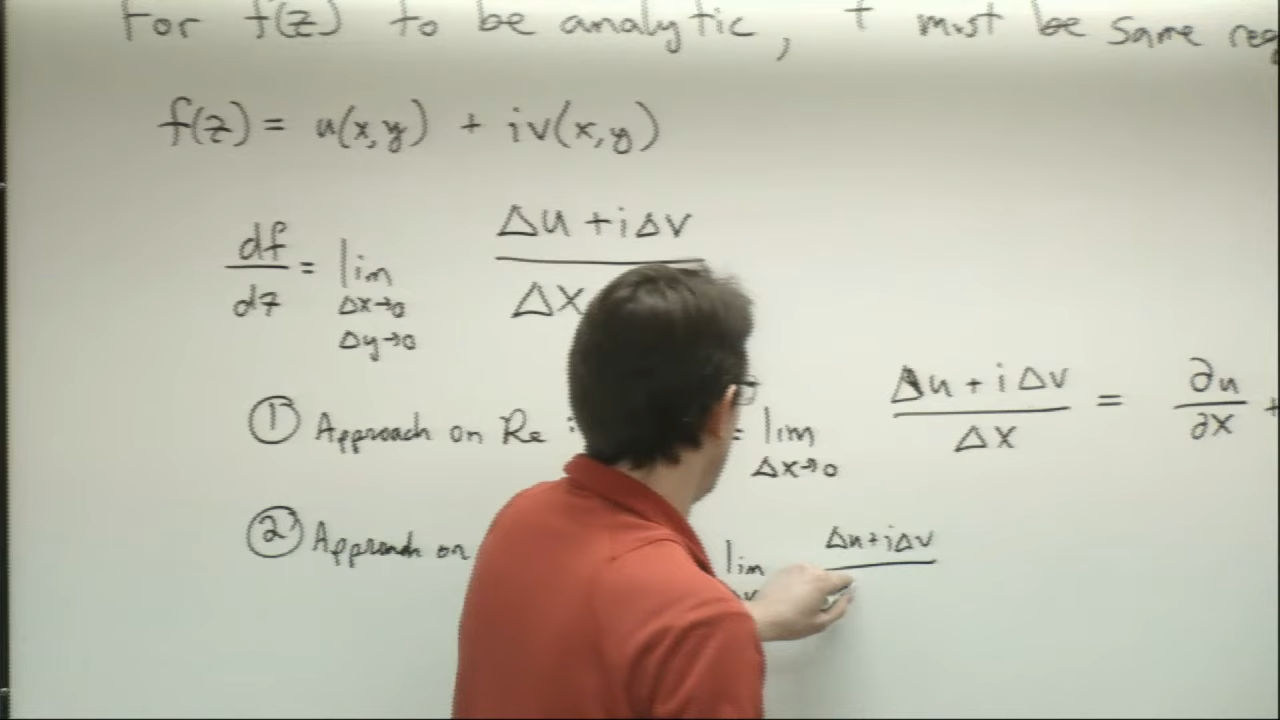 For f(z) to be analytic, f must be same reg
f(z) = u(x,y) + iv(x,y)
Δu + iΔv
df/dz = lim
Δx
Δx→0
Δy→0
Δu + iΔv / Δx = ∂u/∂x +
① Approach on Re = lim
Δx→0
② Approach on lim Δu+iΔv